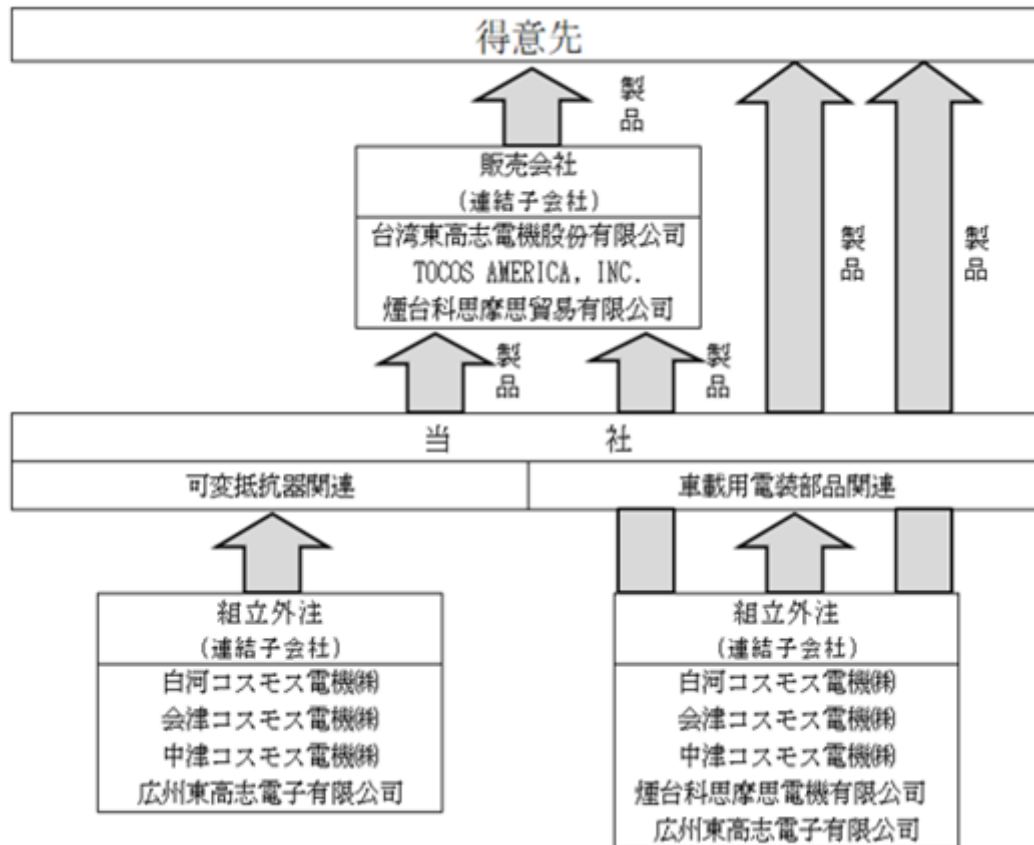 得意先
製品
販売会社
(連結子会社)
台湾東高志電機股份有限公司
TOCOS AMERICA, INC.
煙台科思摩思貿易有限公司
製品
製品
製品
製品
当 社
可変抵抗器関連
車載用電装部品関連
組立外注
(連結子会社)
白河コスモス電機㈱
会津コスモス電機㈱
中津コスモス電機㈱
広州東高志電子有限公司
組立外注
(連結子会社)
白河コスモス電機㈱
会津コスモス電機㈱
中津コスモス電機㈱
煙台科思摩思電機有限公司
広州東高志電子有限公司